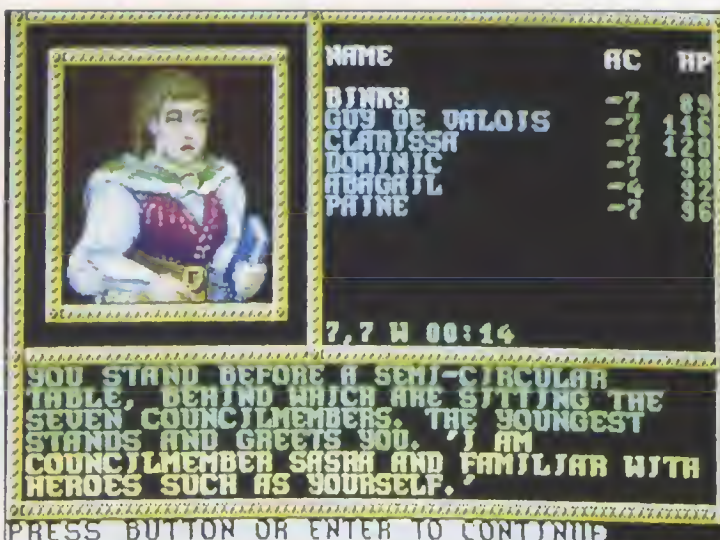 NAME AC HP
BINKY -7 89
GUY DE VALOIS -7 116
CLARISSA -7 120
DOMINIC -7 98
ABAGAIL -4 92
PAINE -7 96
7,7 W 00:14
YOU STAND BEFORE A SEMI-CIRCULAR
TABLE, BEHIND WHICH ARE SITTING THE
SEVEN COUNCILMEMBERS. THE YOUNGEST
STANDS AND GREETS YOU. 'I AM
COUNCILMEMBER SASHA AND FAMILIAR WITH
HEROES SUCH AS YOURSELF.'
PRESS BUTTON OR ENTER TO CONTINUE